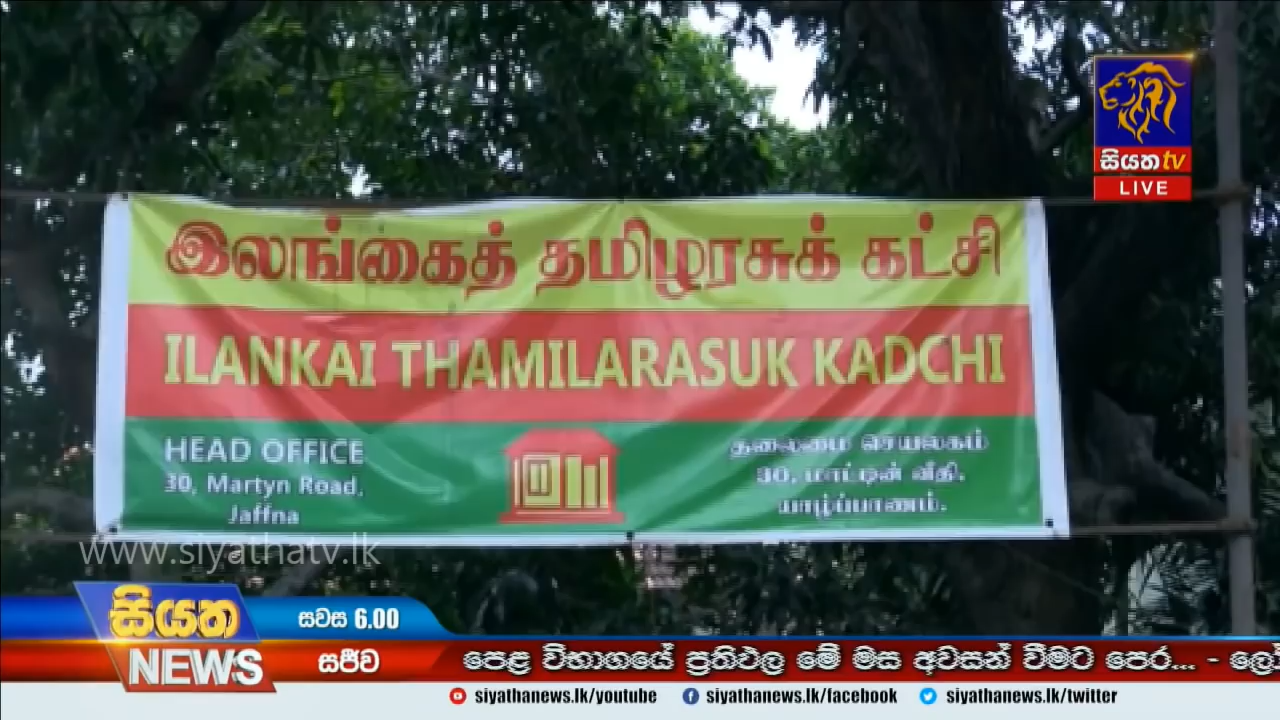 සියත tv
LIVE
இலங்கைத் தமிழரசுக் கட்சி
ILANKAI THAMILARASUK KADCHI
HEAD OFFICE
30, Martyn Road,
Jaffna
தலைமை செயலகம்
30, மாட்டின் வீதி,
யாழ்ப்பாணம்.
www.siyathatv.lk
සියත
NEWS
සවස 6.00
සජීව
පෙළ විභාගයේ ප්‍රතිඵල මේ මස අවසන් වීමට පෙර... -
siyathanews.lk/youtube
siyathanews.lk/facebook
siyathanews.lk/twitter